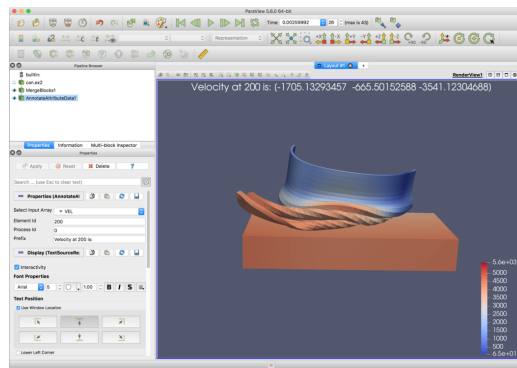 ParaView 5.6.0 64-bit
Time: 0.00259992 26 (max is 43)
Representation
Pipeline Browser
Layout #1
builtin:
can.ex2
MergeBlocks1
AnnotateAttributeData1
RenderView1
Velocity at 200 is: (-1705.13293457 -665.50152588 -3541.12304688)
Properties Information Multi-block Inspector
Properties
Apply Reset Delete ?
Search ... (use Esc to clear text)
Properties (AnnotateAt
Select Input Array VEL
Element Id 200
Process Id 0
Prefix Velocity at 200 is
Display (TextSourceRe
Interactivity
Font Properties
Arial 5 1.00 B I S
Text Position
Use Window Location
Lower Left Corner
5.6e+03
5000
4500
4000
3500
3000
2500
2000
1500
1000
500
6.5e+01